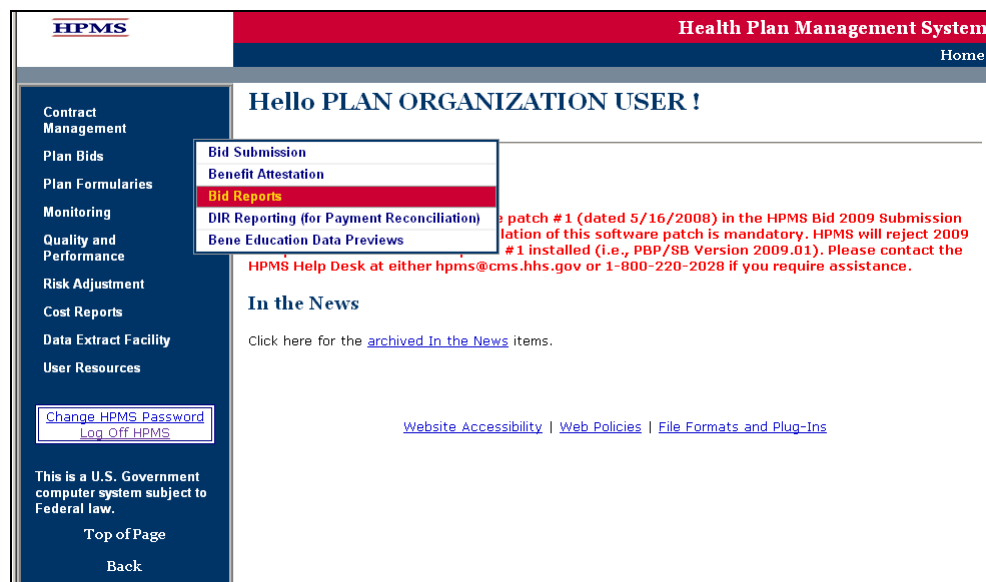 HPMS
Health Plan Management System
Home
Contract
Management
Plan Bids
Plan Formularies
Monitoring
Quality and
Performance
Risk Adjustment
Cost Reports
Data Extract Facility
User Resources
Change HPMS Password
Log Off HPMS
This is a U.S. Government
computer system subject to
Federal law.
Top of Page
Back
Hello PLAN ORGANIZATION USER !
Bid Submission
Benefit Attestation
Bid Reports
DIR Reporting (for Payment Reconciliation)
Bene Education Data Previews
patch #1 (dated 5/16/2008) in the HPMS Bid 2009 Submission
of this software patch is mandatory. HPMS will reject 2009
#1 installed (i.e., PBP/SB Version 2009.01). Please contact the
HPMS Help Desk at either hpms@cms.hhs.gov or 1-800-220-2028 if you require assistance.
In the News
Click here for the archived In the News items.
Website Accessibility | Web Policies | File Formats and Plug-Ins